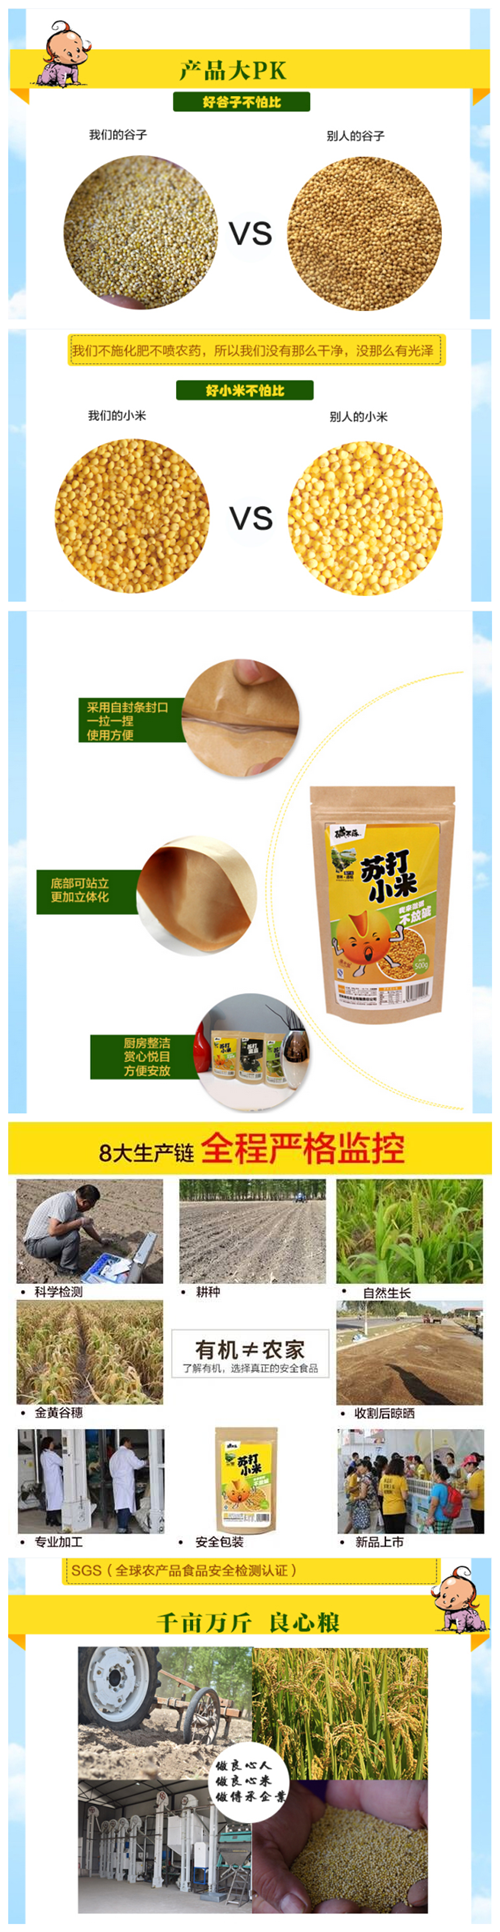 产品大PK
好谷子不怕比
我们的谷子
别人的谷子
VS
我们不施化肥不喷农药，所以我们没有那么干净，没那么有光泽
好小米不怕比
我们的小米
别人的小米
VS
采用自封条封口
一拉一捏
使用方便
底部可站立
更加立体化
苏打
小米
不放碱
500g
厨房整洁
赏心悦目
方便安放
8大生产链 全程严格监控
• 科学检测
• 耕种
• 自然生长
有机≠农家
了解有机，选择真正的安全食品
• 金黄谷穗
• 收割后晾晒
苏打
小米
• 专业加工
• 安全包装
• 新品上市
SGS（全球农产品食品安全检测认证）
千亩万斤 良心粮
做良心人
做良心米
做传承企业